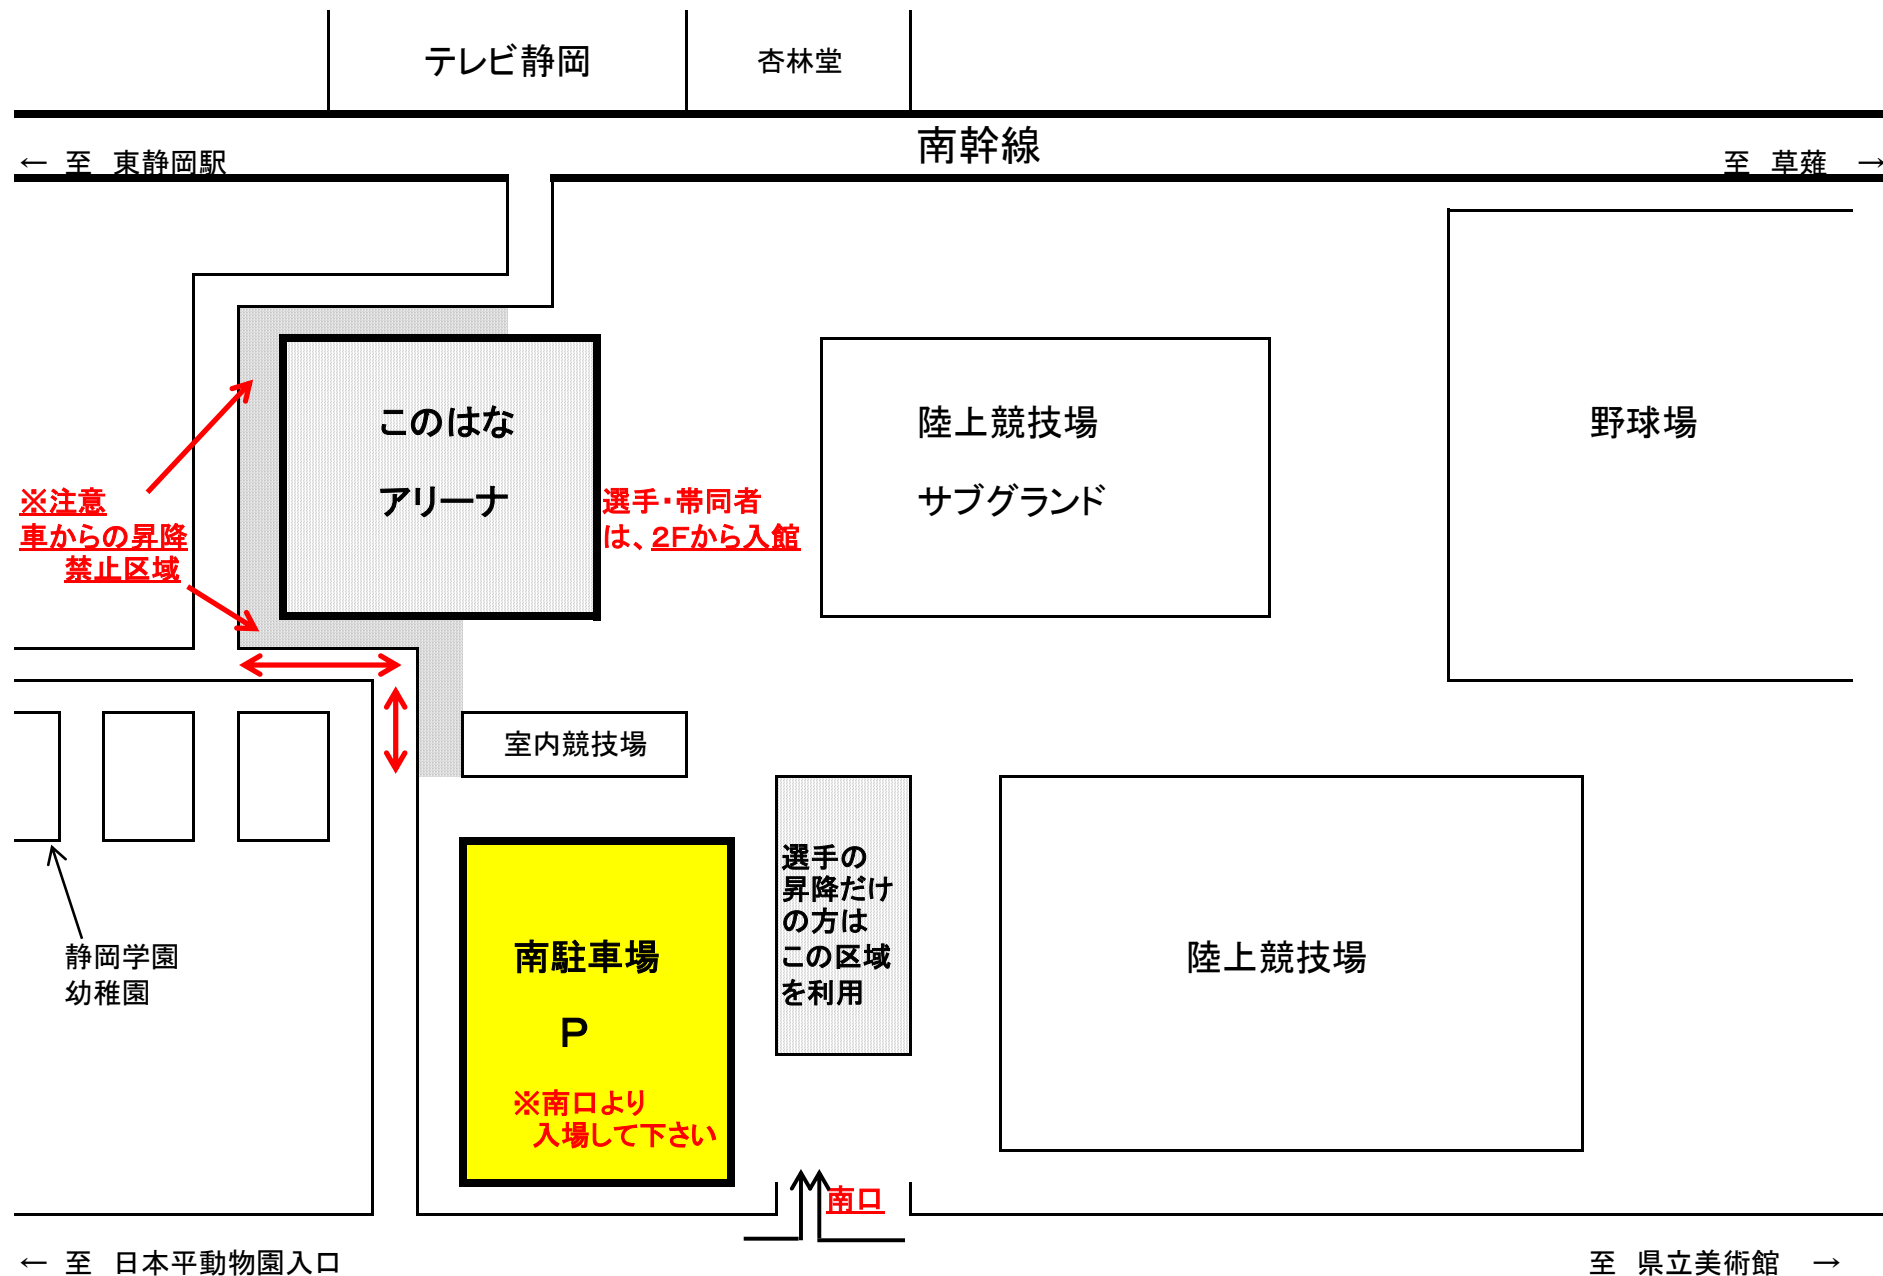 テレビ静岡
杏林堂
南幹線
← 至　東静岡駅
至　草薙　→
このはな
アリーナ
陸上競技場
サブグランド
野球場
※注意
車からの昇降
禁止区域
選手・帯同者
は、２Ｆから入館
室内競技場
選手の
昇降だけ
の方は
この区域
を利用
静岡学園
幼稚園
南駐車場
Ｐ
※南口より
入場して下さい
陸上競技場
南口
← 至　日本平動物園入口
至　県立美術館　→